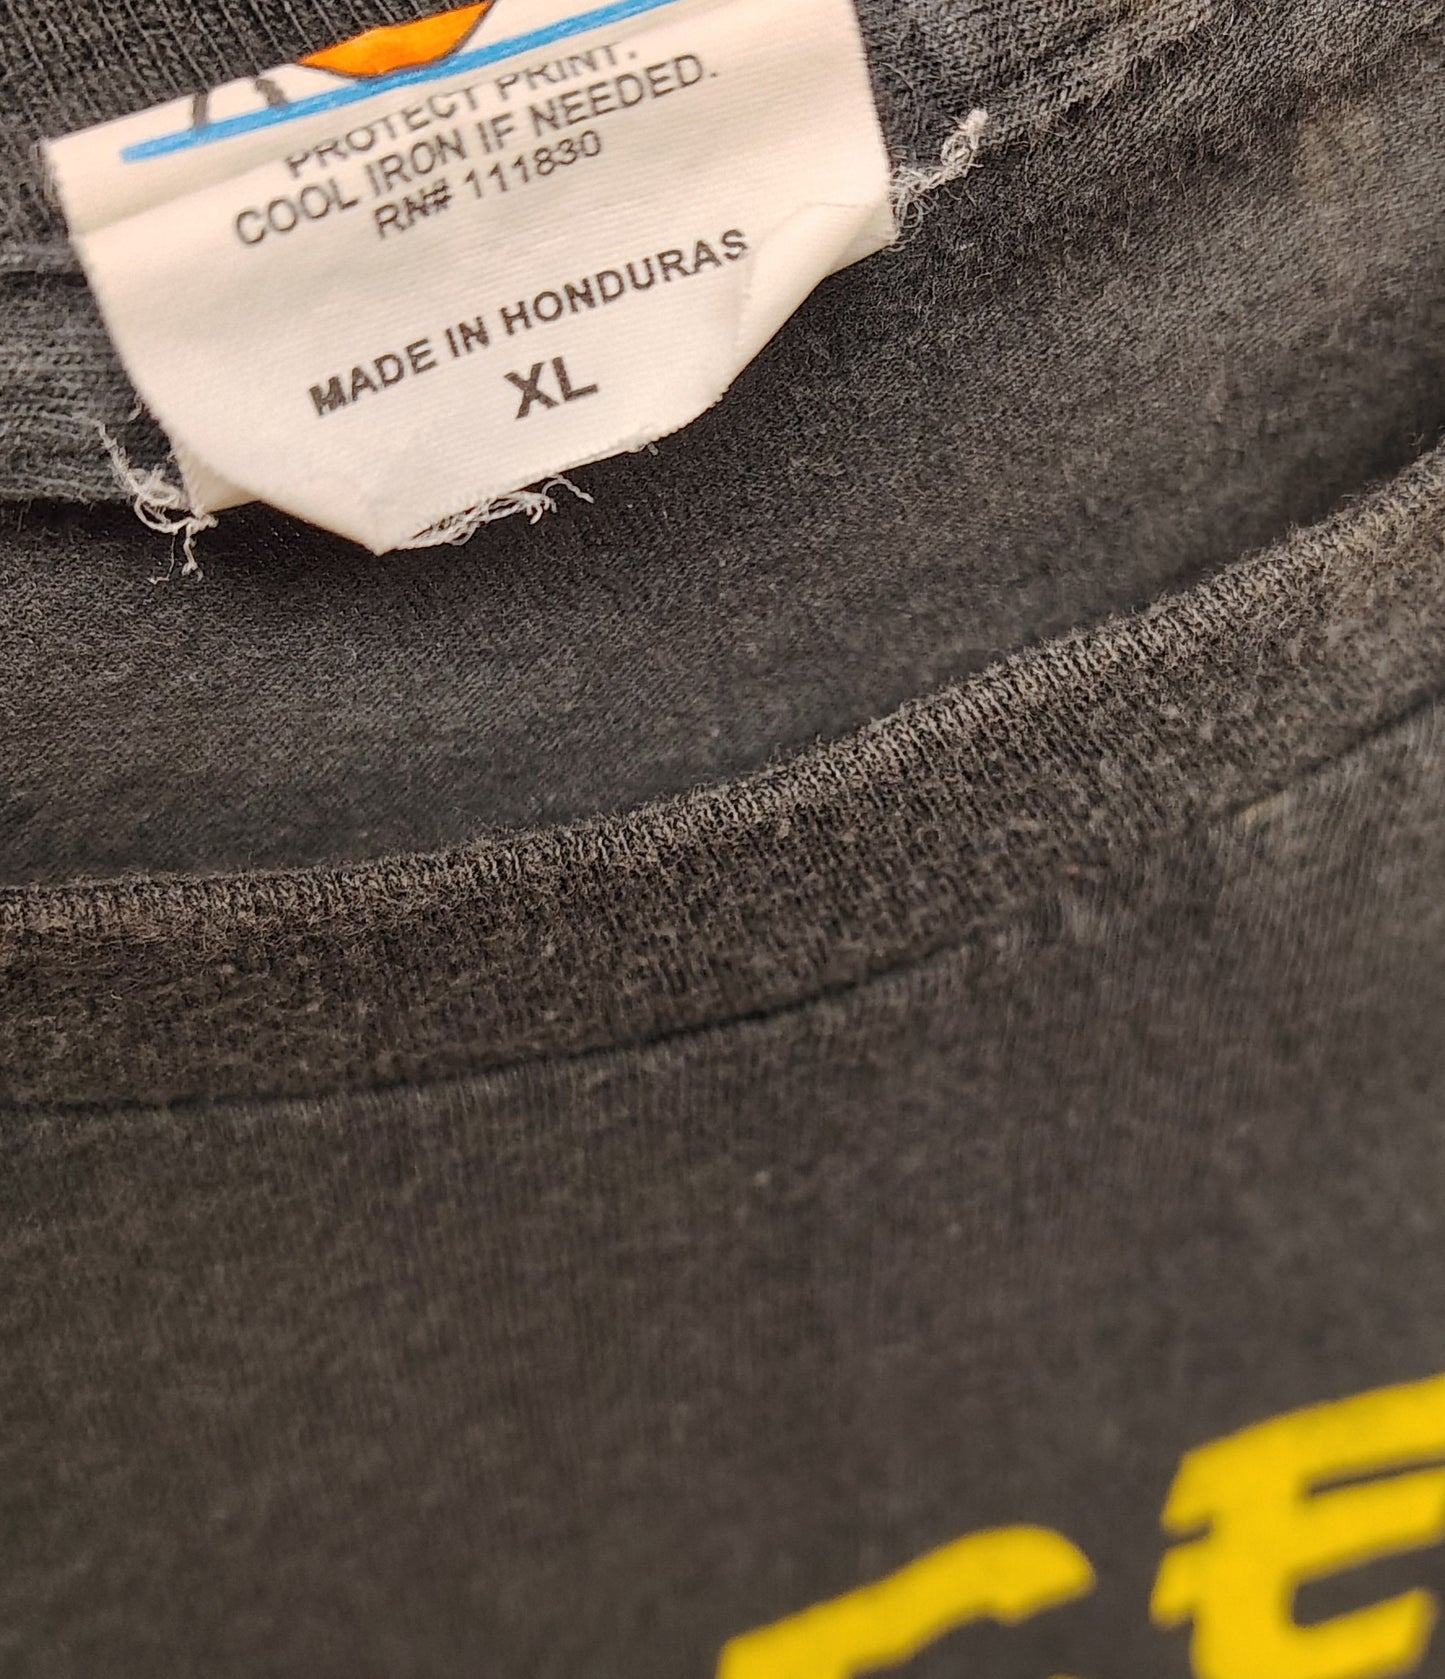 PROTECT PRINT.
COOL IRON IF NEEDED.
RN# 111830
MADE IN HONDURAS
XL